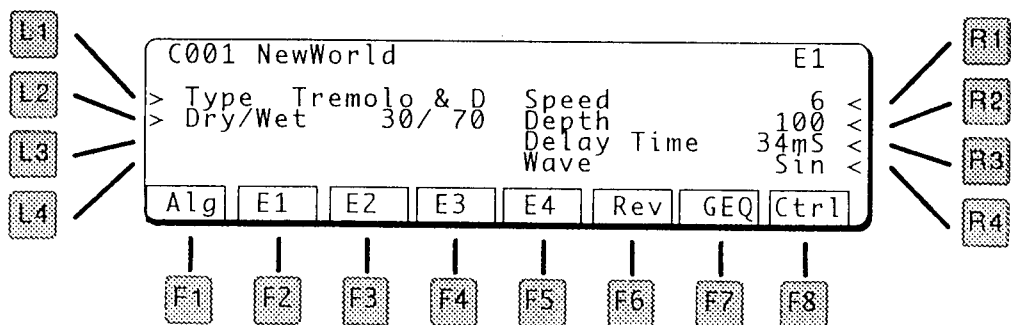 L1
L2
L3
L4
C001 NewWorld E1
> Type Tremolo & D Speed 6 <
> Dry/Wet 30/ 70 Depth 100 <
Delay Time 34mS <
Wave Sin <
Alg E1 E2 E3 E4 Rev GEQ Ctrl
R1
R2
R3
R4
F1 F2 F3 F4 F5 F6 F7 F8